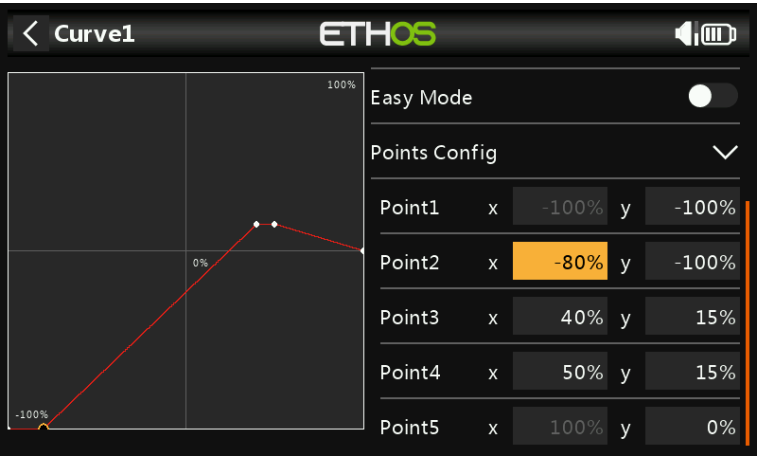 Curve1
ETHOS
100%
0%
-100%
Easy Mode
Points Config
Point1 x -100% y -100%
Point2 x -80% y -100%
Point3 x 40% y 15%
Point4 x 50% y 15%
Point5 x 100% y 0%